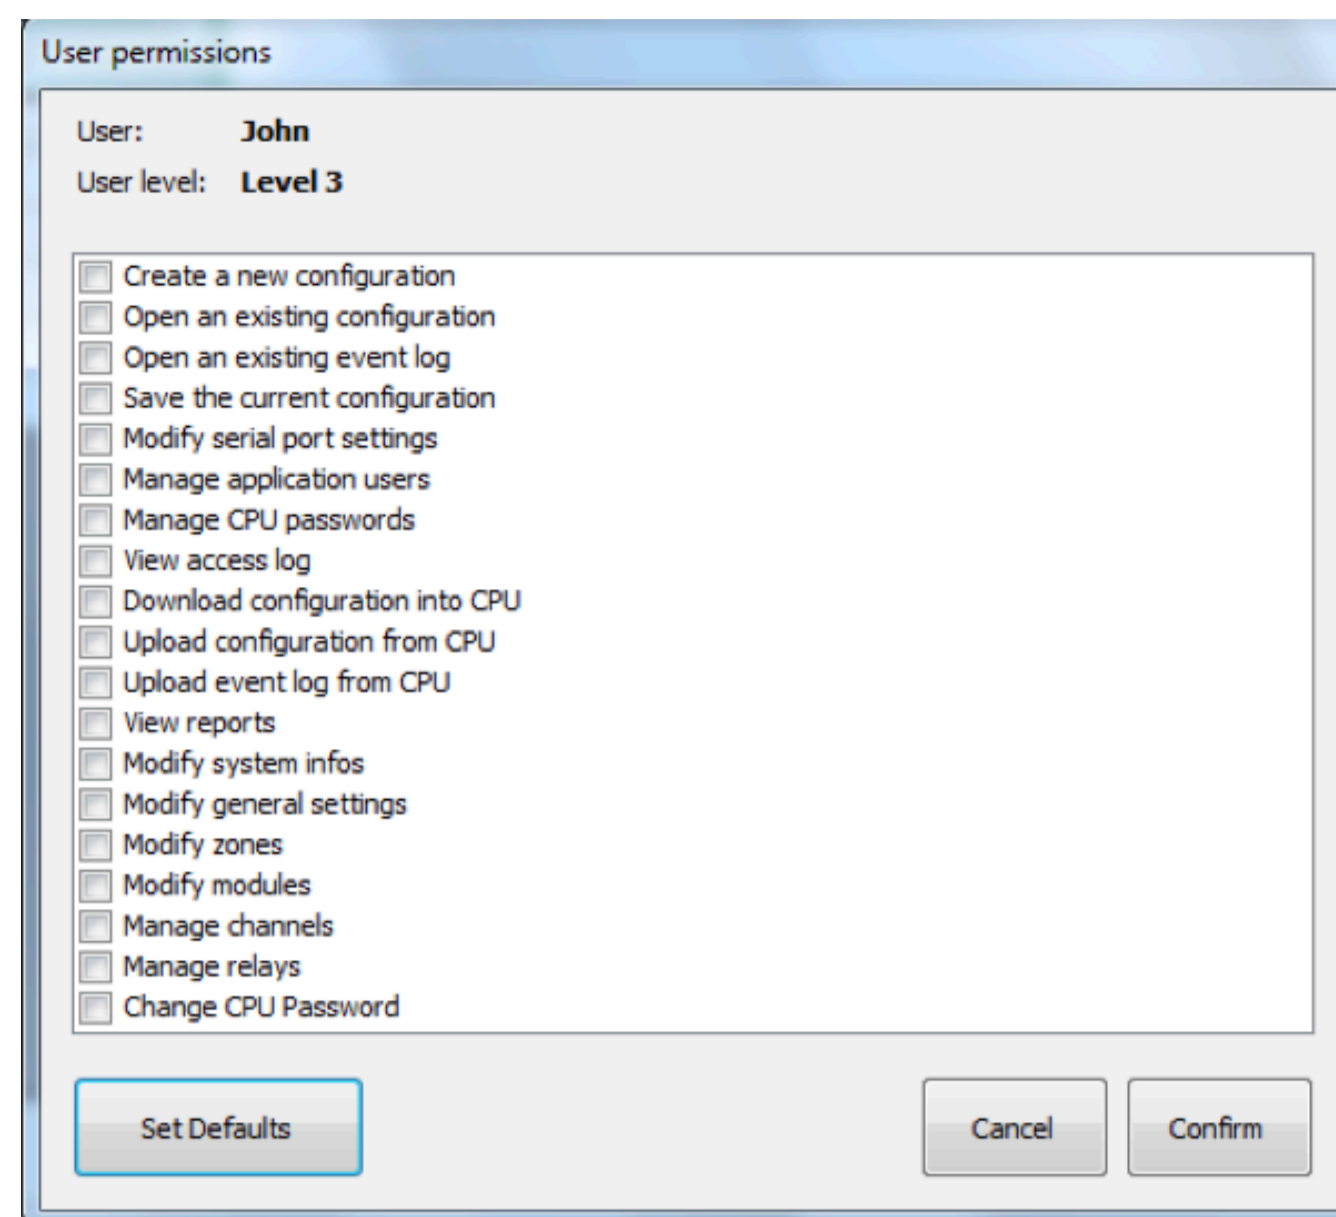 User permissions
User: John
User level: Level 3
Create a new configuration
Open an existing configuration
Open an existing event log
Save the current configuration
Modify serial port settings
Manage application users
Manage CPU passwords
View access log
Download configuration into CPU
Upload configuration from CPU
Upload event log from CPU
View reports
Modify system infos
Modify general settings
Modify zones
Modify modules
Manage channels
Manage relays
Change CPU Password
Set Defaults Cancel Confirm